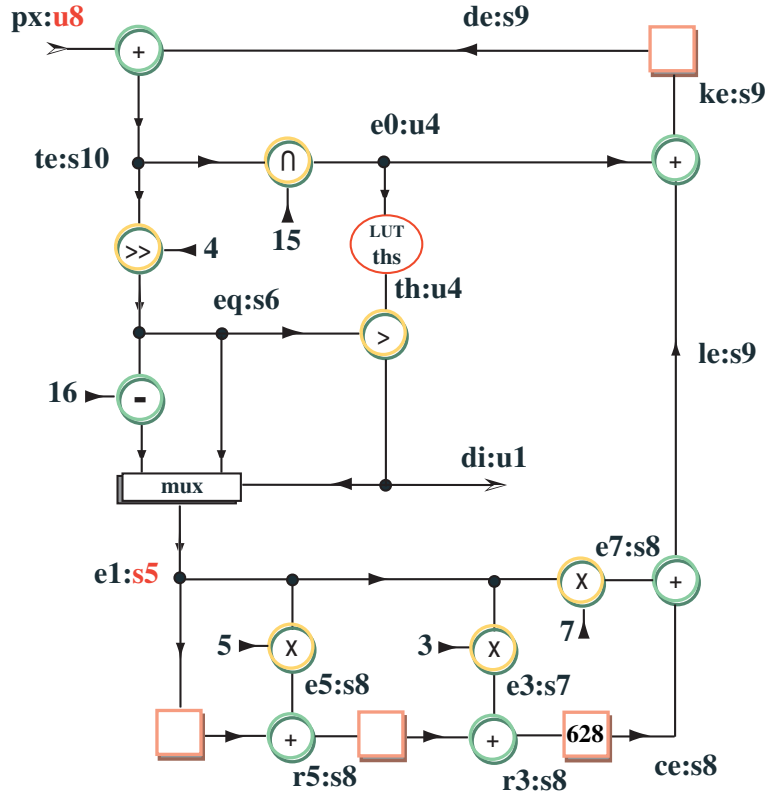 px:u8
de:s9
+
ke:s9
te:s10
∩
e0:u4
+
15
>>
4
LUT
ths
th:u4
eq:s6
>
le:s9
16
-
mux
di:u1
e1:s5
e7:s8
X
+
7
5
X
3
X
e5:s8
e3:s7
+
+
628
r5:s8
r3:s8
ce:s8